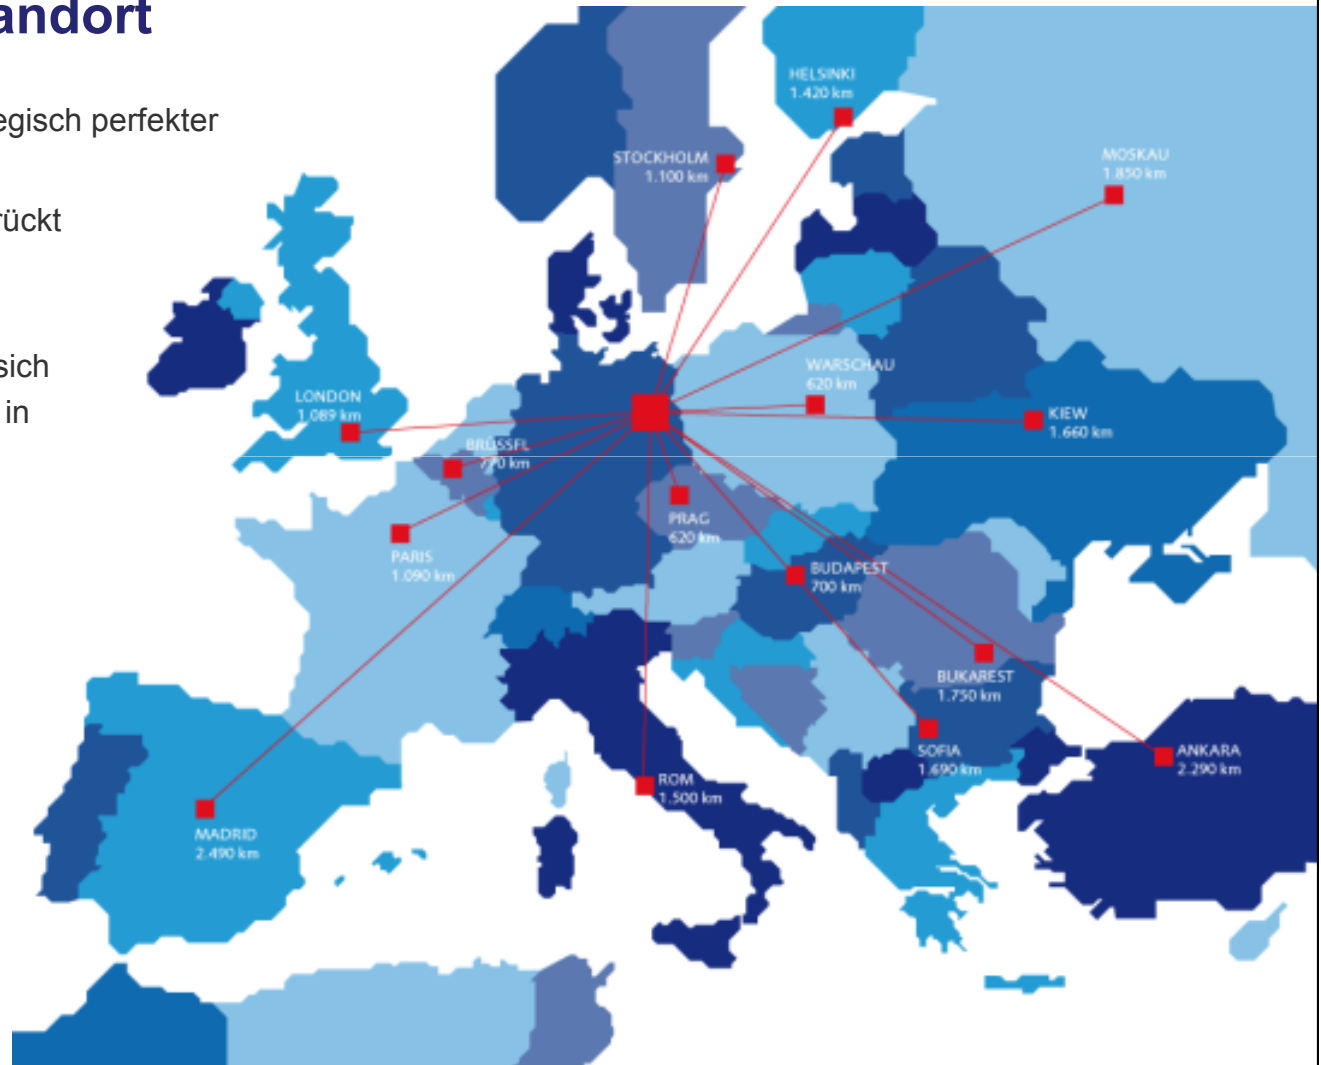 andort
egisch perfekter
rückt
sich
in
HELSINKI
1.420 km
STOCKHOLM
1.100 km
MOSKAU
1.850 km
WARSCHAU
620 km
LONDON
1.089 km
KIEW
1.660 km
BRÜSSEL
770 km
PRAG
620 km
PARIS
1.090 km
BUDAPEST
700 km
BUKAREST
1.750 km
SOFIA
1.690 km
ANKARA
2.290 km
ROM
1.500 km
MADRID
2.490 km